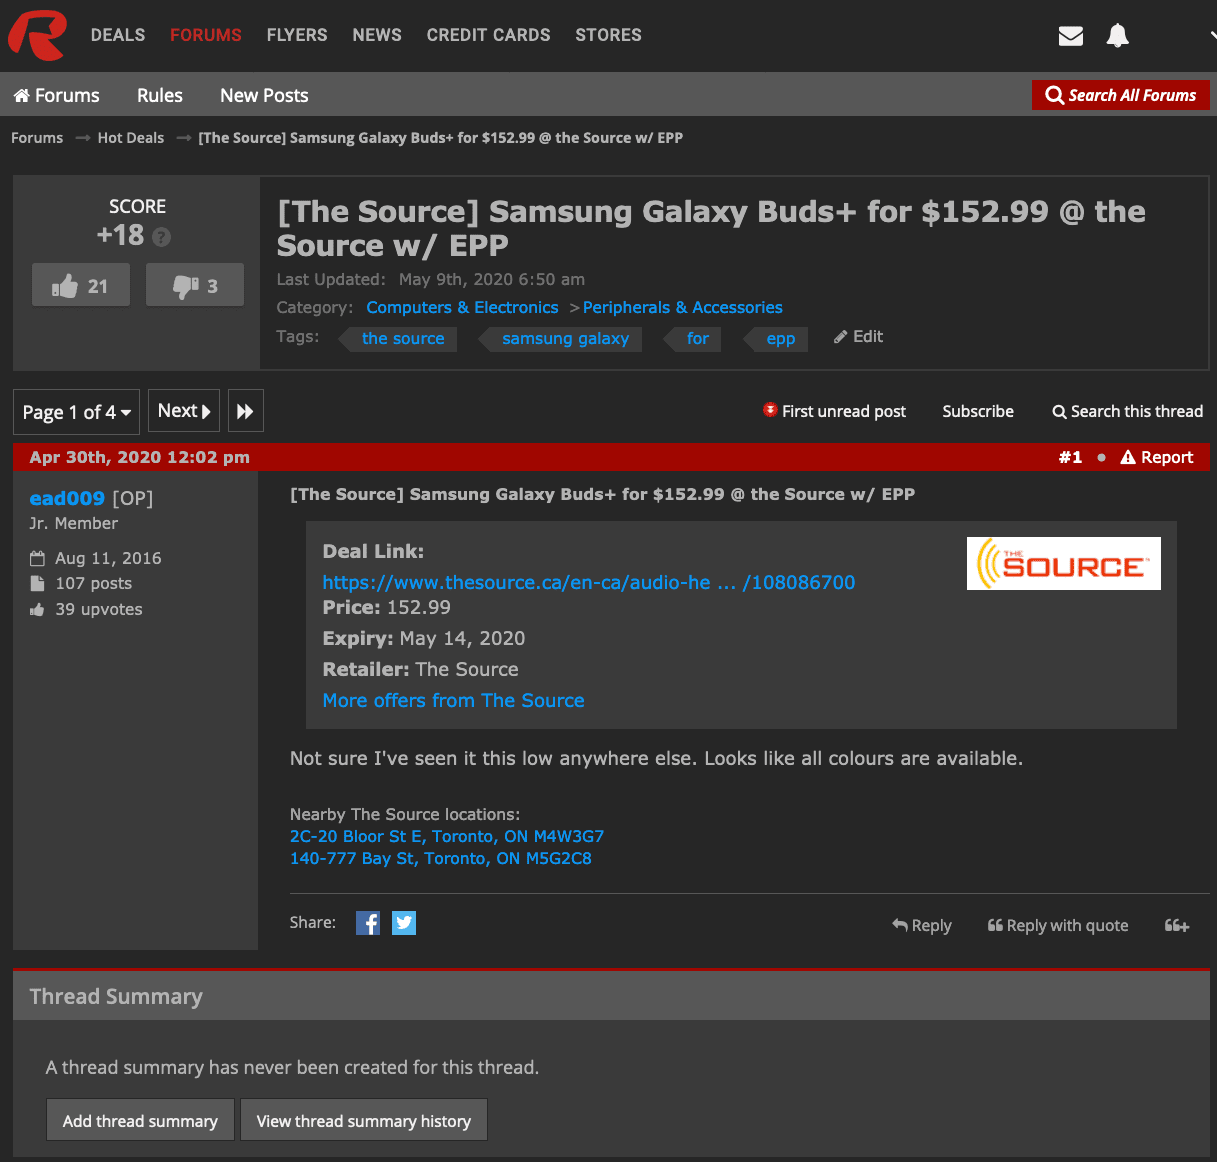 DEALS FORUMS FLYERS NEWS CREDIT CARDS STORES
Forums Rules New Posts Search All Forums
Forums Hot Deals [The Source] Samsung Galaxy Buds+ for $152.99 @ the Source w/ EPP
SCORE
+18 ?
21 3
[The Source] Samsung Galaxy Buds+ for $152.99 @ the
Source w/ EPP
Last Updated: May 9th, 2020 6:50 am
Category: Computers & Electronics > Peripherals & Accessories
Tags: the source samsung galaxy for epp Edit
Page 1 of 4 Next First unread post Subscribe Search this thread
Apr 30th, 2020 12:02 pm #1 Report
ead009 [OP]
Jr. Member
Aug 11, 2016
107 posts
39 upvotes
[The Source] Samsung Galaxy Buds+ for $152.99 @ the Source w/ EPP
Deal Link:
THE SOURCE
https://www.thesource.ca/en-ca/audio-he ... /108086700
Price: 152.99
Expiry: May 14, 2020
Retailer: The Source
More offers from The Source
Not sure I've seen it this low anywhere else. Looks like all colours are available.
Nearby The Source locations:
2C-20 Bloor St E, Toronto, ON M4W3G7
140-777 Bay St, Toronto, ON M5G2C8
Share: Reply Reply with quote
Thread Summary
A thread summary has never been created for this thread.
Add thread summary View thread summary history